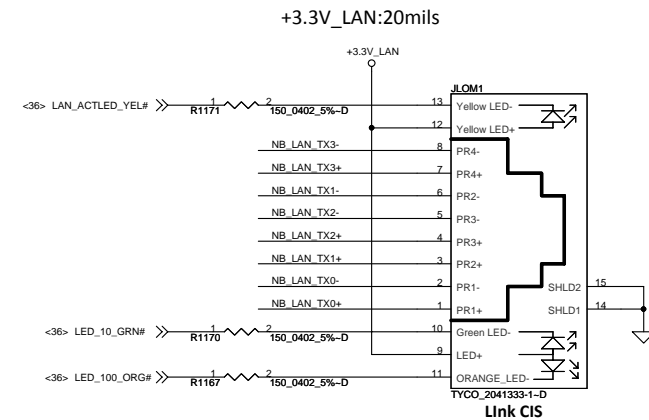 +3.3V_LAN:20mils
+3.3V_LAN
JLOM1
<36> LAN_ACTLED_YEL# 1 2 13 Yellow LED-
R1171 150_0402_5%~D
12 Yellow LED+
NB_LAN_TX3- 8 PR4-
NB_LAN_TX3+ 7 PR4+
NB_LAN_TX1- 6 PR2-
NB_LAN_TX2- 5 PR3-
NB_LAN_TX2+ 4 PR3+
NB_LAN_TX1+ 3 PR2+
NB_LAN_TX0- 2 PR1- SHLD2 15
NB_LAN_TX0+ 1 PR1+ SHLD1 14
<36> LED_10_GRN# 1 2 10 Green LED-
R1170 150_0402_5%~D
9 LED+
<36> LED_100_ORG# 1 2 11 ORANGE_LED-
R1167 150_0402_5%~D
TYCO_2041333-1~D
LInk CIS